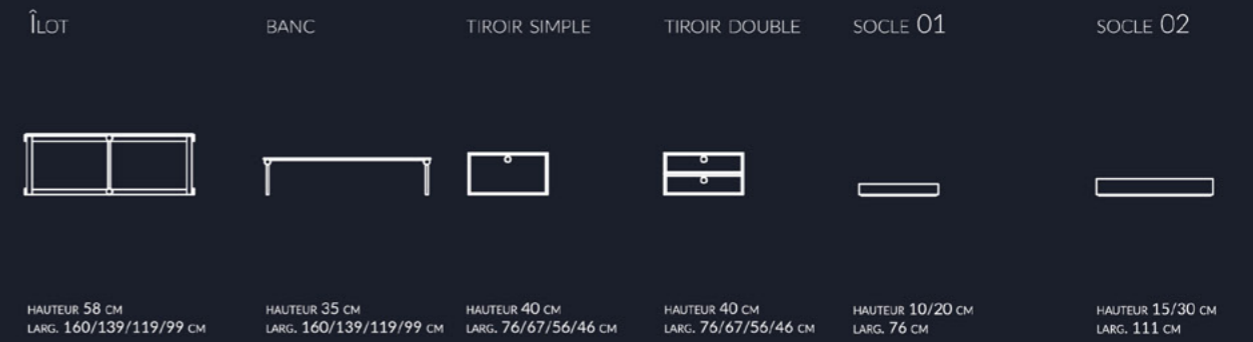 Îlot
BANC
TIROIR SIMPLE
TIROIR DOUBLE
SOCLE 01
SOCLE 02
HAUTEUR 58 CM
LARG. 160/139/119/99 CM
HAUTEUR 35 CM
LARG. 160/139/119/99 CM
HAUTEUR 40 CM
LARG. 76/67/56/46 CM
HAUTEUR 40 CM
LARG. 76/67/56/46 CM
HAUTEUR 10/20 CM
LARG. 76 CM
HAUTEUR 15/30 CM
LARG. 111 CM